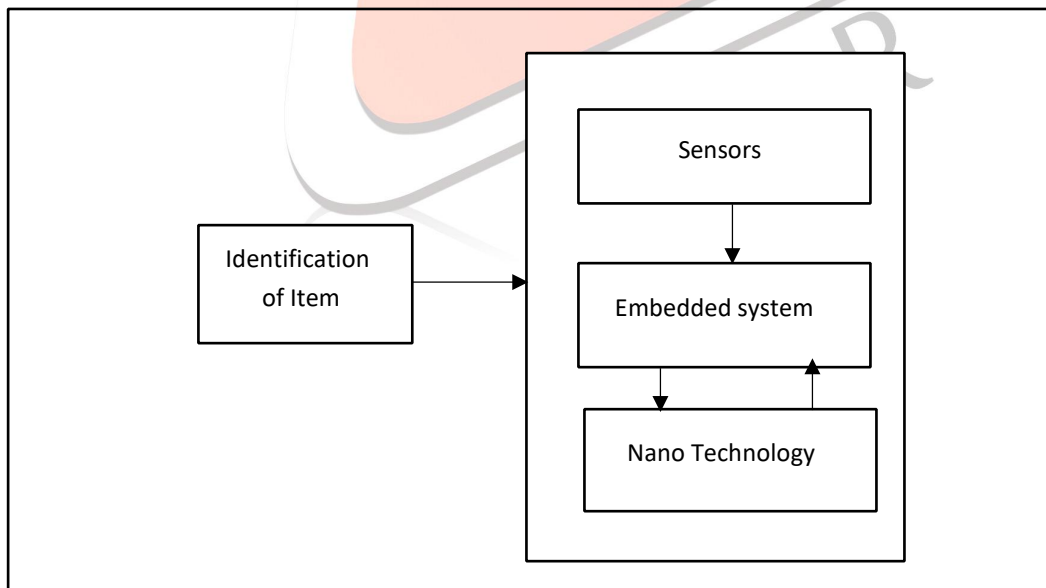 Sensors
Identification
of Item
Embedded system
Nano Technology